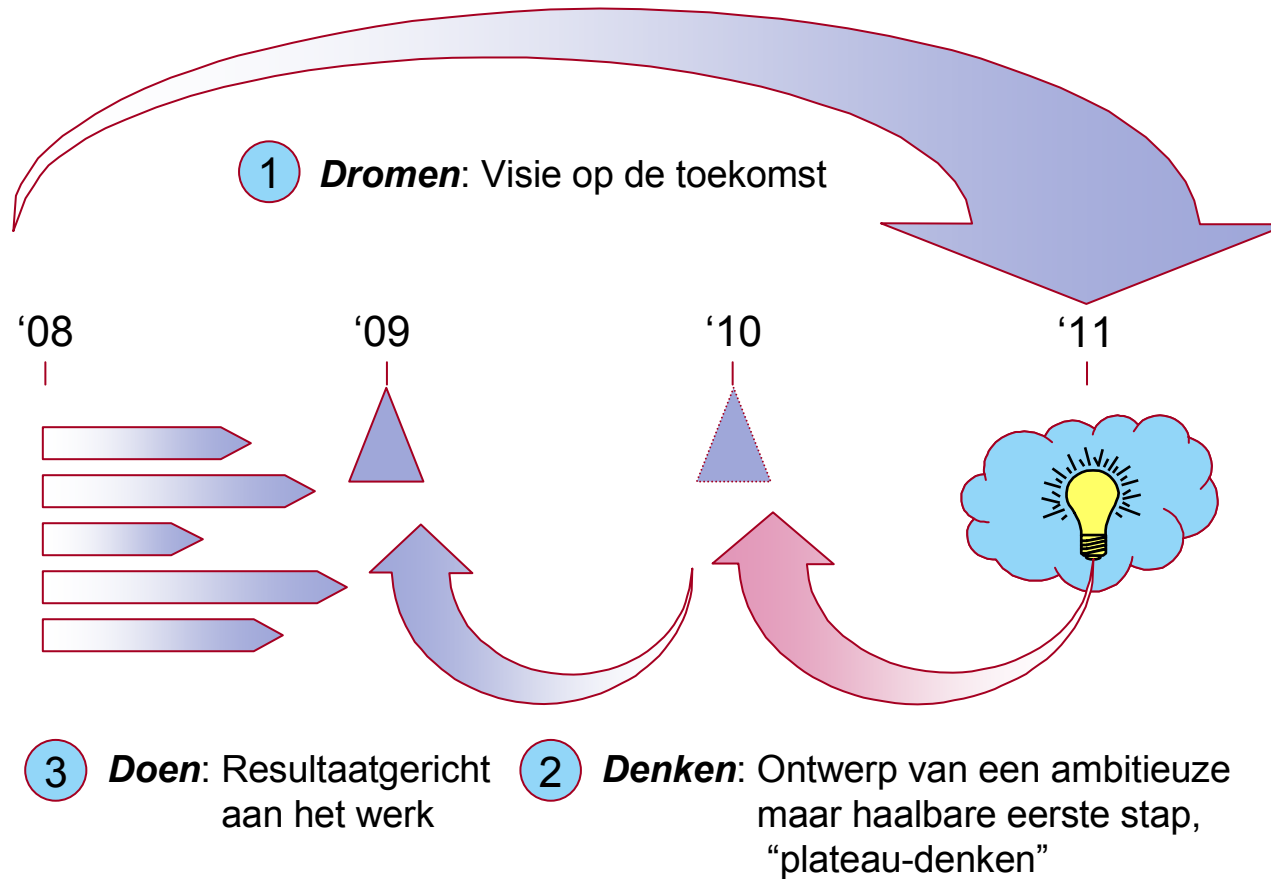 1 Dromen: Visie op de toekomst
‘08 ‘09 ‘10 ‘11
3 Doen: Resultaatgericht
aan het werk
2 Denken: Ontwerp van een ambitieuze
maar haalbare eerste stap,
“plateau-denken”